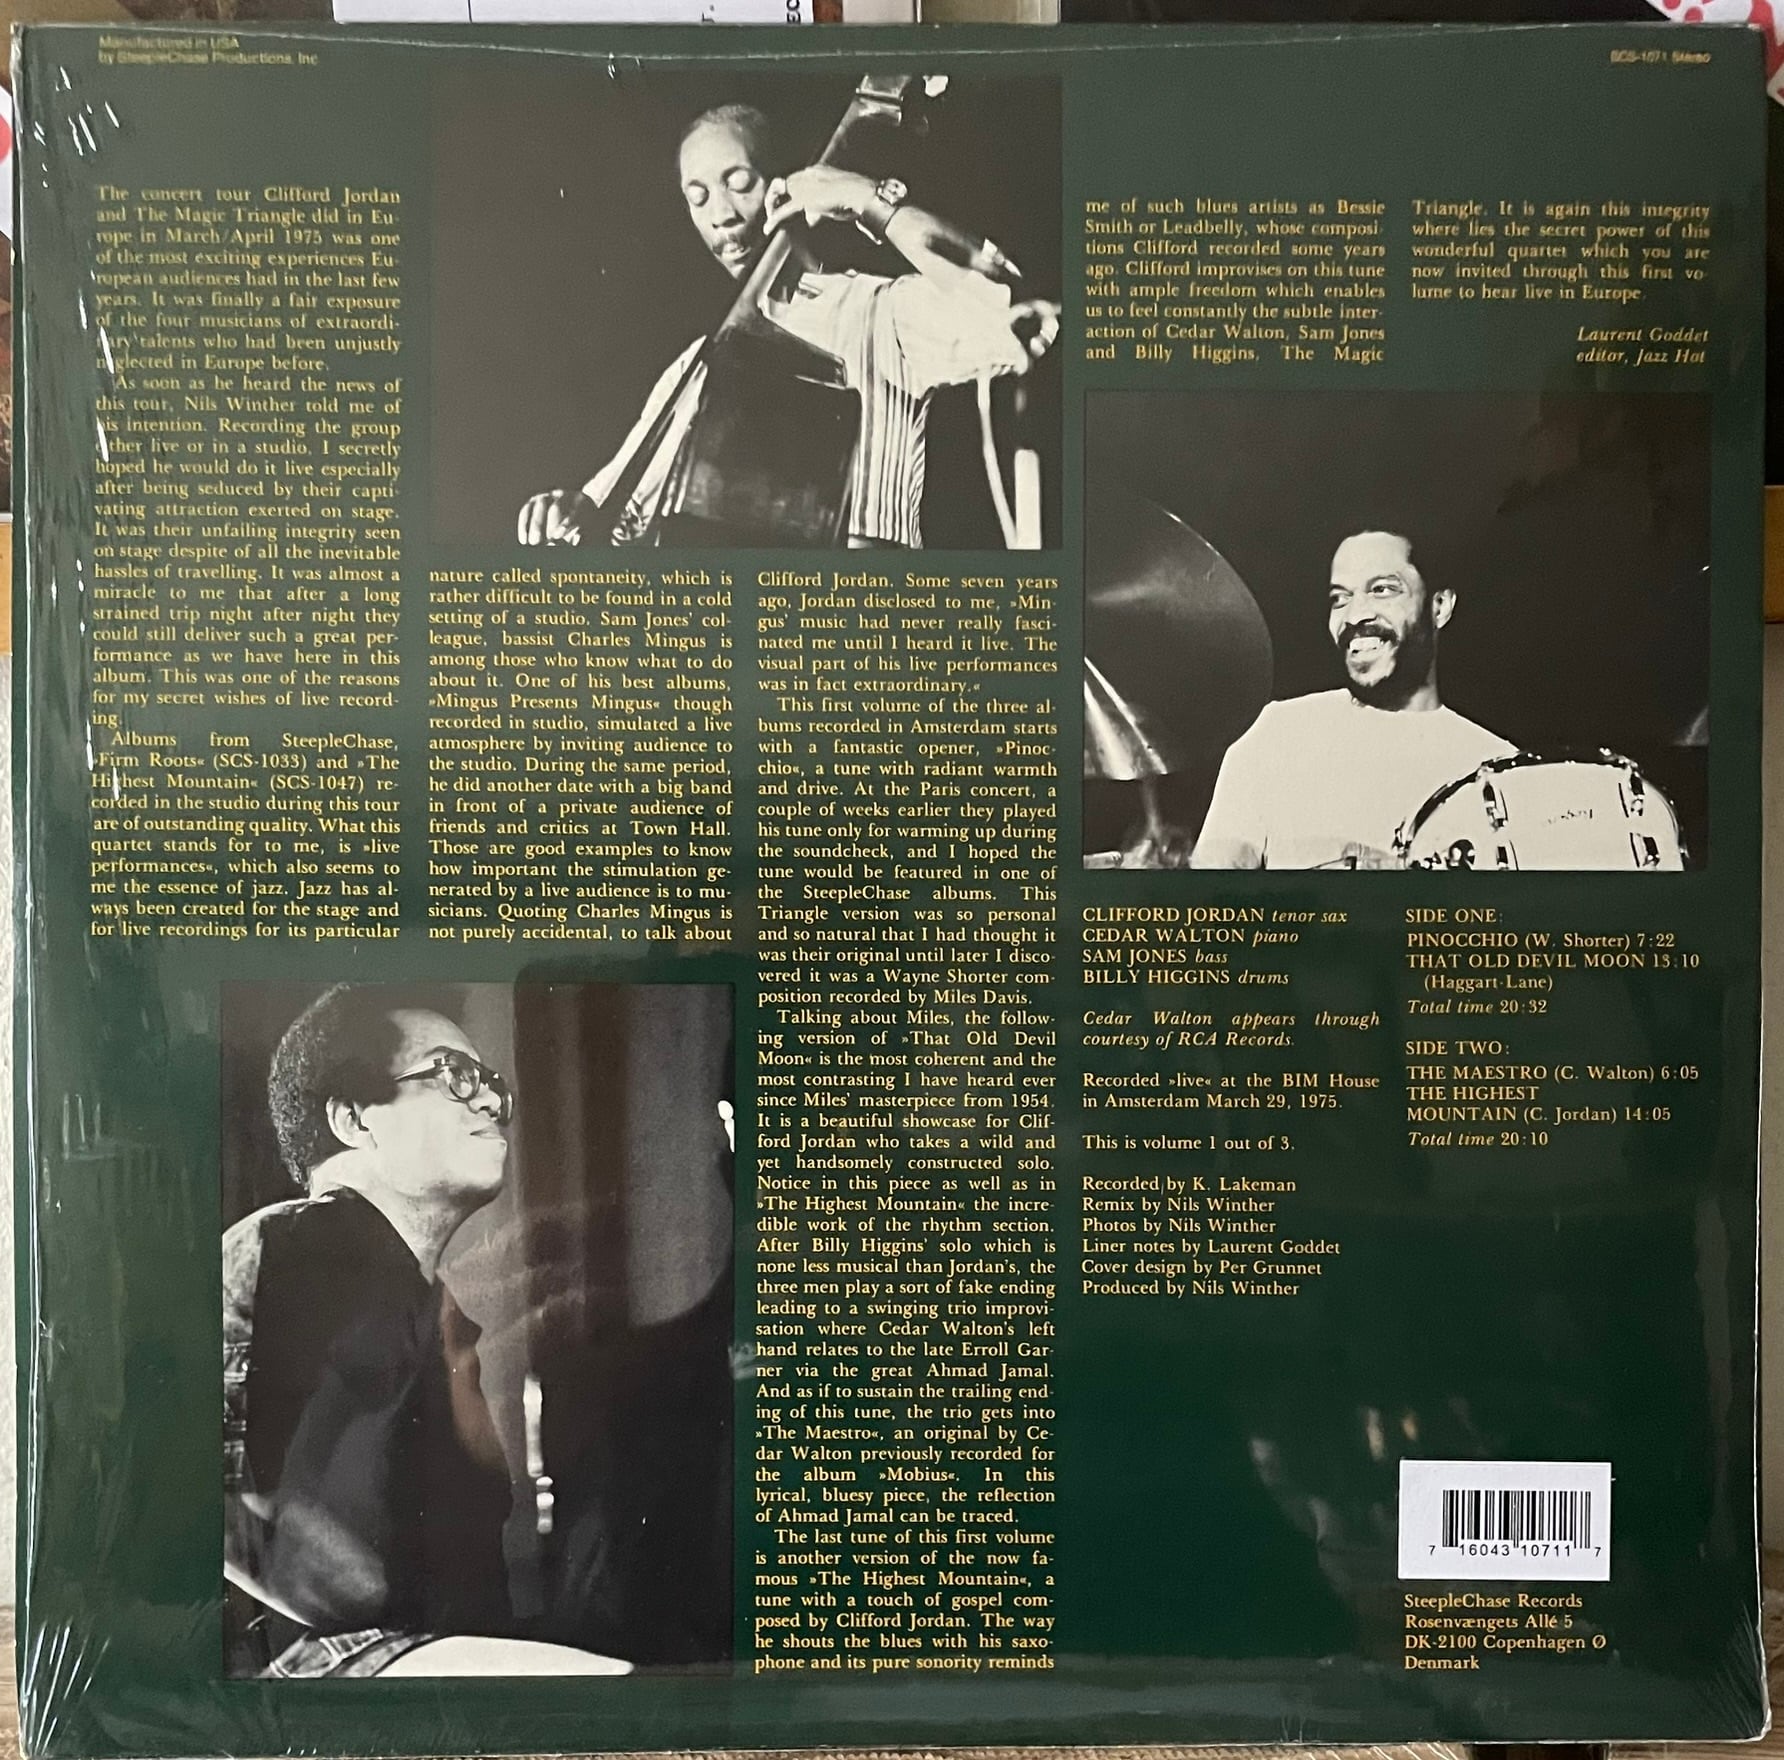 Manufactured in USA
by SteepleChase Productions, Inc
SCS-1071 Stereo
The concert tour Clifford Jordan
and The Magic Triangle did in Eu-
rope in March/April 1975 was one
of the most exciting experiences Eu-
ropean audiences had in the last few
years. It was finally a fair exposure
of the four musicians of extraordi-
nary talents who had been unjustly
neglected in Europe before.
As soon as he heard the news of
this tour, Nils Winther told me of
his intention. Recording the group
either live or in a studio, I secretly
hoped he would do it live especially
after being seduced by their capti-
vating attraction exerted on stage.
It was their unfailing integrity seen
on stage despite of all the inevitable
hassles of travelling. It was almost a
miracle to me that after a long
strained trip night after night they
could still deliver such a great per-
formance as we have here in this
album. This was one of the reasons
for my secret wishes of live record-
ing.
Albums from SteepleChase,
»Firm Roots« (SCS-1033) and »The
Highest Mountain« (SCS-1047) re-
corded in the studio during this tour
are of outstanding quality. What this
quartet stands for to me, is »live
performances«, which also seems to
me the essence of jazz. Jazz has al-
ways been created for the stage and
for live recordings for its particular
nature called spontaneity, which is
rather difficult to be found in a cold
setting of a studio. Sam Jones' col-
league, bassist Charles Mingus is
among those who know what to do
about it. One of his best albums,
»Mingus Presents Mingus« though
recorded in studio, simulated a live
atmosphere by inviting audience to
the studio. During the same period,
he did another date with a big band
in front of a private audience of
friends and critics at Town Hall.
Those are good examples to know
how important the stimulation ge-
nerated by a live audience is to mu-
sicians. Quoting Charles Mingus is
not purely accidental, to talk about
Clifford Jordan. Some seven years
ago, Jordan disclosed to me, »Min-
gus' music had never really fasci-
nated me until I heard it live. The
visual part of his live performances
was in fact extraordinary.«
This first volume of the three al-
bums recorded in Amsterdam starts
with a fantastic opener, »Pinoc-
chio«, a tune with radiant warmth
and drive. At the Paris concert, a
couple of weeks earlier they played
his tune only for warming up during
the soundcheck, and I hoped the
tune would be featured in one of
the SteepleChase albums. This
Triangle version was so personal
and so natural that I had thought it
was their original until later I disco-
vered it was a Wayne Shorter com-
position recorded by Miles Davis.
Talking about Miles, the follow-
ing version of »That Old Devil
Moon« is the most coherent and the
most contrasting I have heard ever
since Miles' masterpiece from 1954.
It is a beautiful showcase for Clif-
ford Jordan who takes a wild and
yet handsomely constructed solo.
Notice in this piece as well as in
»The Highest Mountain« the incre-
dible work of the rhythm section.
After Billy Higgins' solo which is
none less musical than Jordan's, the
three men play a sort of fake ending
leading to a swinging trio improvi-
sation where Cedar Walton's left
hand relates to the late Erroll Gar-
ner via the great Ahmad Jamal.
And as if to sustain the trailing end-
ing of this tune, the trio gets into
»The Maestro«, an original by Ce-
dar Walton previously recorded for
the album »Mobius«. In this
lyrical, bluesy piece, the reflection
of Ahmad Jamal can be traced.
The last tune of this first volume
is another version of the now fa-
mous »The Highest Mountain«, a
tune with a touch of gospel com-
posed by Clifford Jordan. The way
he shouts the blues with his saxo-
phone and its pure sonority reminds
me of such blues artists as Bessie
Smith or Leadbelly, whose composi-
tions Clifford recorded some years
ago. Clifford improvises on this tune
with ample freedom which enables
us to feel constantly the subtle inter-
action of Cedar Walton, Sam Jones
and Billy Higgins, The Magic
Triangle. It is again this integrity
where lies the secret power of this
wonderful quartet which you are
now invited through this first vo-
lume to hear live in Europe.
Laurent Goddet
editor, Jazz Hot
CLIFFORD JORDAN tenor sax
CEDAR WALTON piano
SAM JONES bass
BILLY HIGGINS drums
Cedar Walton appears through
courtesy of RCA Records.
Recorded »live« at the BIM House
in Amsterdam March 29, 1975.
This is volume 1 out of 3.
Recorded by K. Lakeman
Remix by Nils Winther
Photos by Nils Winther
Liner notes by Laurent Goddet
Cover design by Per Grunnet
Produced by Nils Winther
SIDE ONE:
PINOCCHIO (W. Shorter) 7:22
THAT OLD DEVIL MOON 13:10
(Haggart-Lane)
Total time 20:32
SIDE TWO:
THE MAESTRO (C. Walton) 6:05
THE HIGHEST
MOUNTAIN (C. Jordan) 14:05
Total time 20:10
7 16043 10711 7
SteepleChase Records
Rosenvængets Allé 5
DK-2100 Copenhagen Ø
Denmark